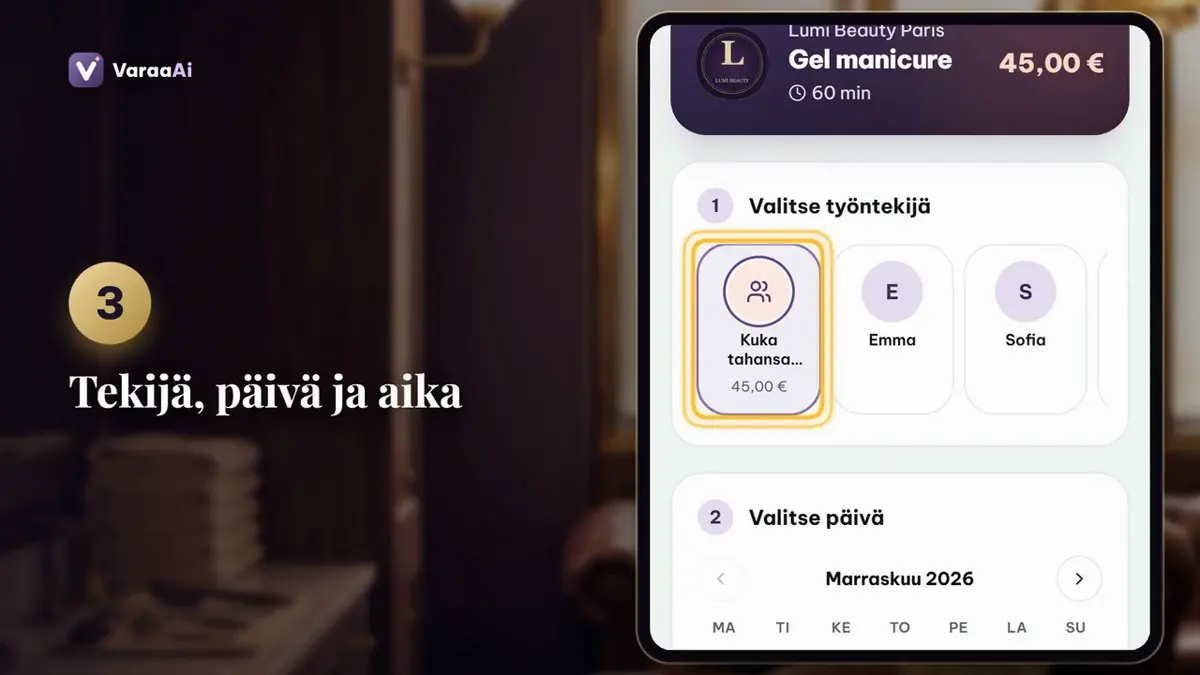 VaraaAi
3
Tekijä, päivä ja aika
Lumi Beauty Paris
L
LUMI BEAUTY
Gel manicure
45,00 €
60 min
1
Valitse työntekijä
Kuka
tahansa...
45,00 €
E
Emma
S
Sofia
2
Valitse päivä
Marraskuu 2026
MA TI KE TO PE LA SU